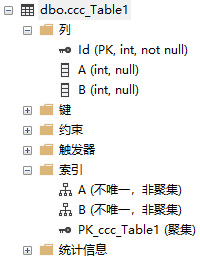 dbo.ccc_Table1
列
Id (PK, int, not null)
A (int, null)
B (int, null)
键
约束
触发器
索引
A (不唯一，非聚集)
B (不唯一，非聚集)
PK_ccc_Table1 (聚集)
统计信息